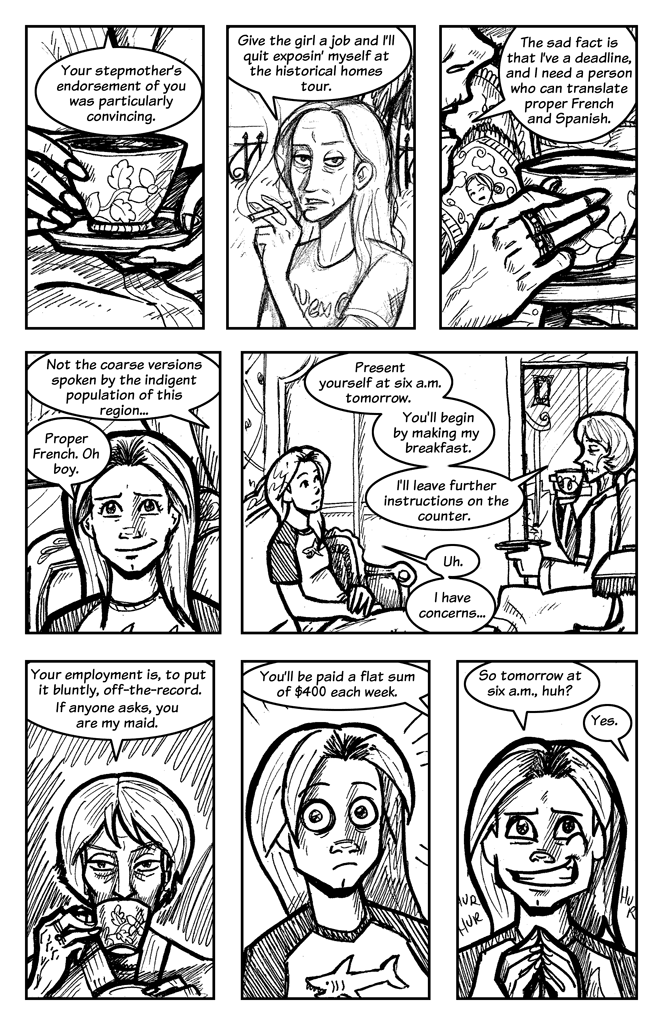 Your stepmother's
endorsement of you
was particularly
convincing.
Give the girl a job and I'll
quit exposin' myself at
the historical homes
tour.
The sad fact is
that I've a deadline,
and I need a person
who can translate
proper French
and Spanish.
Not the coarse versions
spoken by the indigent
population of this
region...
Proper
French. Oh
boy.
Present
yourself at six a.m.
tomorrow.
You'll begin
by making my
breakfast.
I'll leave further
instructions on the
counter.
Uh.
I have
concerns...
Your employment is, to put
it bluntly, off-the-record.
If anyone asks, you
are my maid.
You'll be paid a flat sum
of $400 each week.
So tomorrow at
six a.m., huh?
Yes.
HUR
HUR
HUR